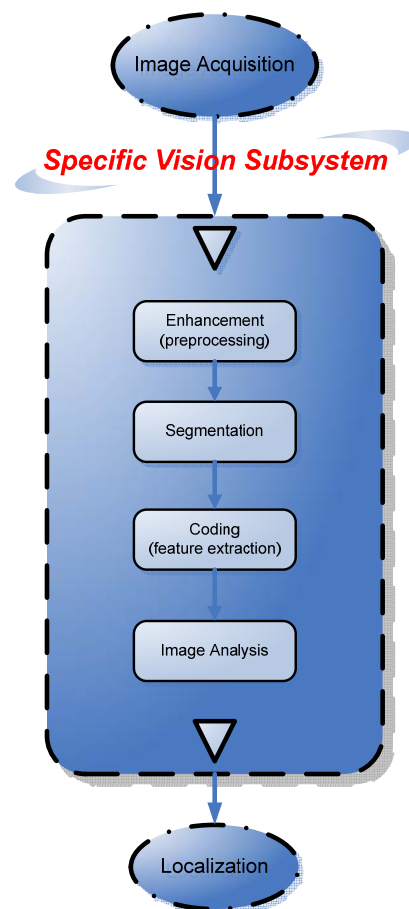 Image Acquisition
Specific Vision Subsystem
Enhancement
(preprocessing)
Segmentation
Coding
(feature extraction)
Image Analysis
Localization